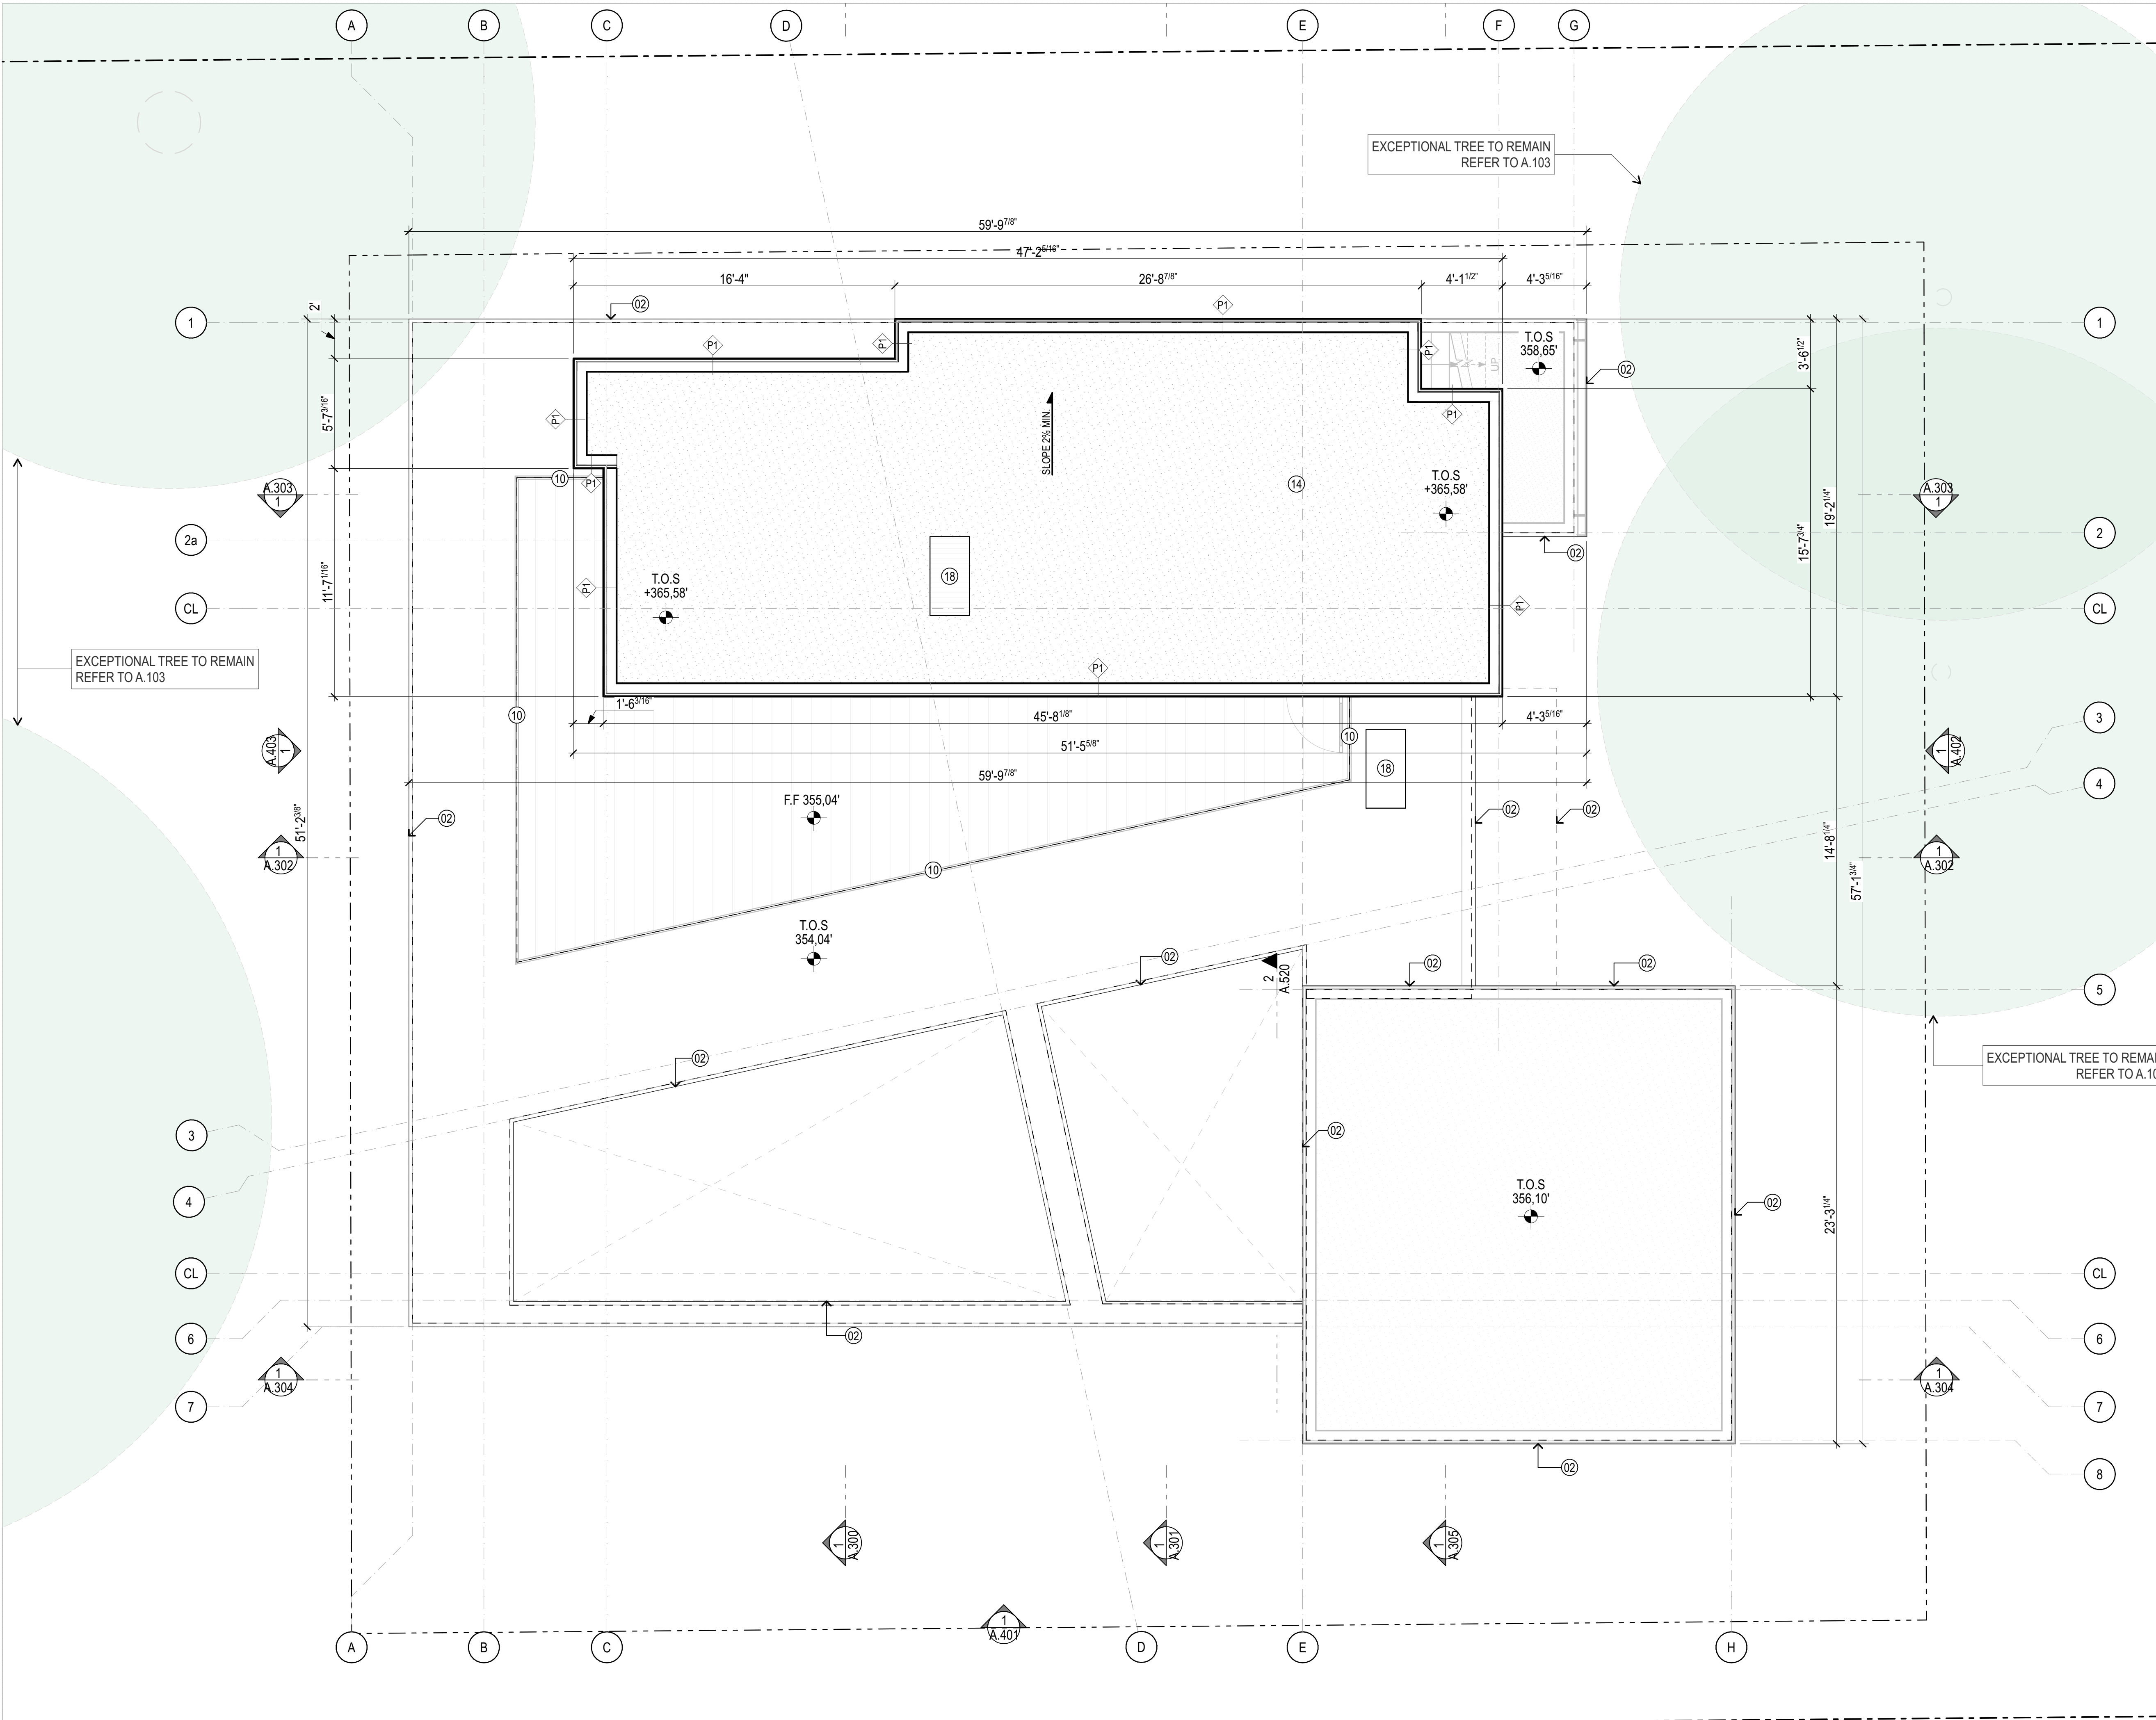 A
B
C
D
E
F
G
EXCEPTIONAL TREE TO REMAIN
REFER TO A.103
59'-9 7/8"
47'-2 5/16"
16'-4"
26'-8 7/8"
4'-1 1/2"
4'-3 5/16"
2'
02
1
P1
P1
P1
P1
T.O.S
358,65'
UP
1
3'-6 1/2"
02
5'-7 3/16"
P1
SLOPE 2% MIN.
P1
10
P1
14
T.O.S
+365,58'
A.303
1
A.303
1
19'-2 1/4"
15'-7 3/4"
2a
2
02
11'-7 1/16"
T.O.S
+365,58'
P1
18
P1
CL
CL
EXCEPTIONAL TREE TO REMAIN
REFER TO A.103
P1
1'-6 3/16"
10
45'-8 1/8"
4'-3 5/16"
3
10
51'-5 5/8"
A.403
1
1
A.402
18
59'-9 7/8"
4
F.F 355,04'
02
02
02
51'-2 3/8"
14'-8 1/4"
57'-1 3/4"
1
A.302
1
A.302
10
T.O.S
354,04'
02
2
A.520
02
02
5
02
EXCEPTIONAL TREE TO REMAI
REFER TO A.10
3
02
4
T.O.S
356,10'
02
23'-3 1/4"
CL
CL
6
02
6
1
A.304
1
A.304
7
7
02
8
1
A.300
1
A.301
1
A.305
1
A.401
A
B
C
D
E
H